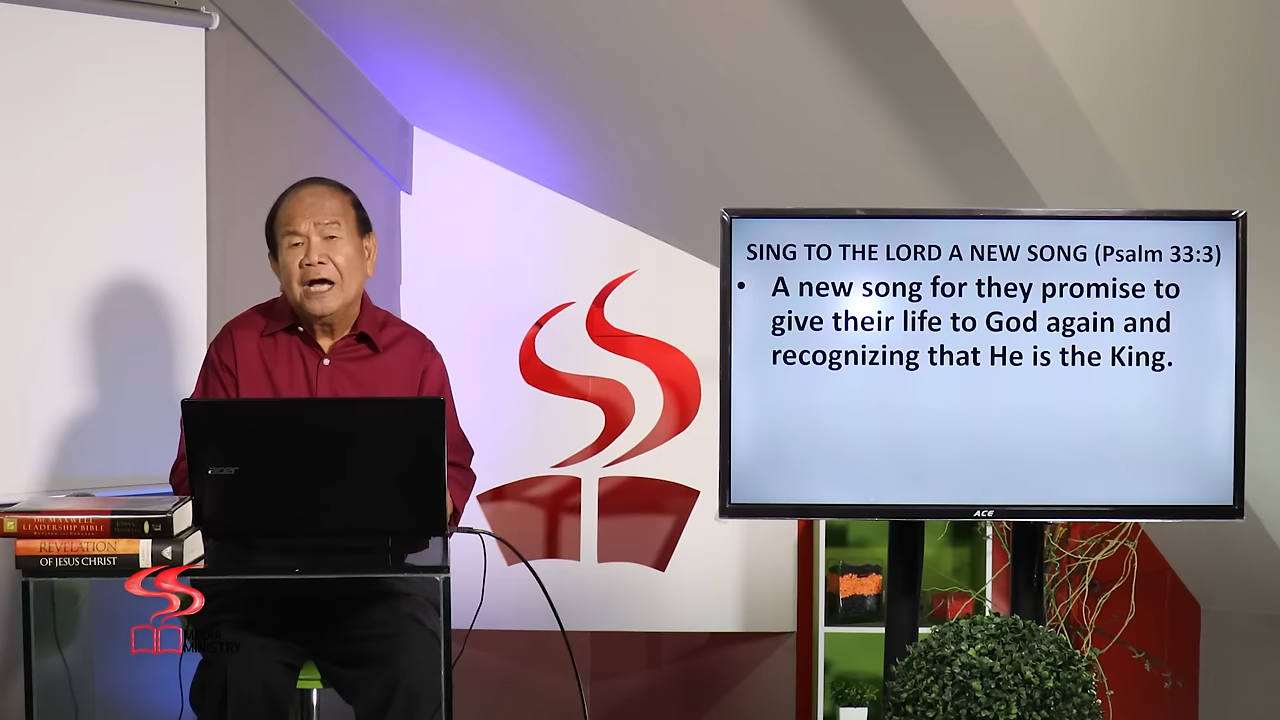 SING TO THE LORD A NEW SONG (Psalm 33:3)
• A new song for they promise to
give their life to God again and
recognizing that He is the King.
ACE
acer
THE MAXWELL
LEADERSHIP BIBLE
REVELATION
OF JESUS CHRIST
MEDIA
MINISTRY